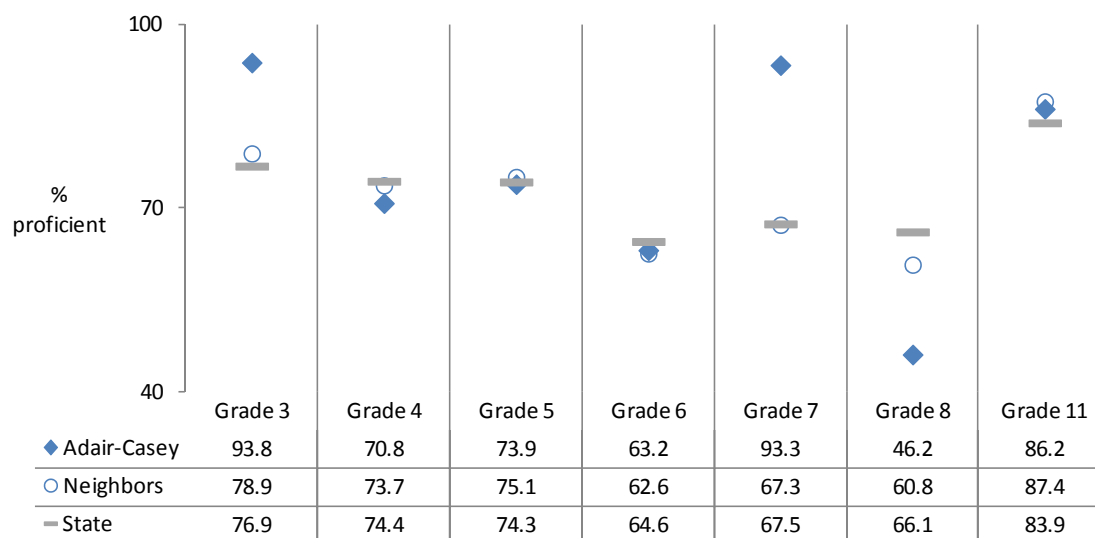 100
%
proficient
70
40
Grade 3 Grade 4 Grade 5 Grade 6 Grade 7 Grade 8 Grade 11
Adair-Casey 93.8 70.8 73.9 63.2 93.3 46.2 86.2
Neighbors 78.9 73.7 75.1 62.6 67.3 60.8 87.4
State 76.9 74.4 74.3 64.6 67.5 66.1 83.9